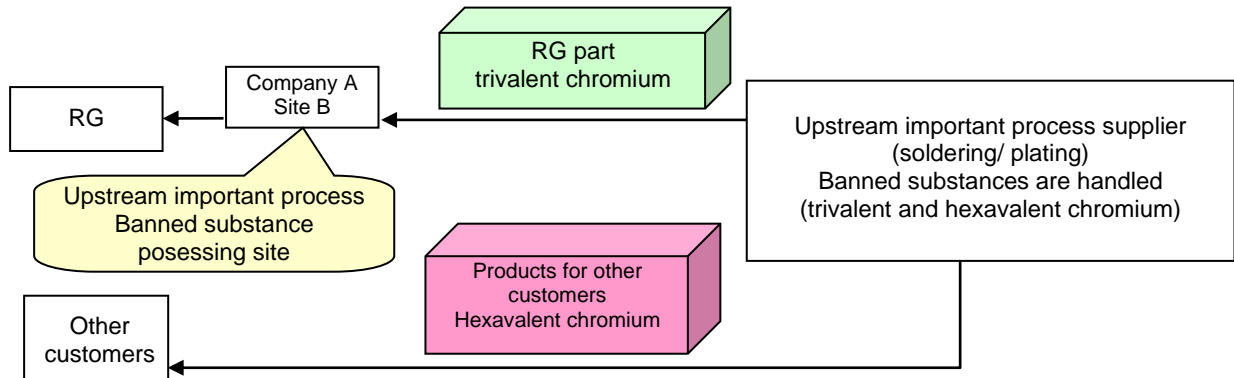 RG part
trivalent chromium
Company A
Site B
RG
Upstream important process supplier
(soldering/ plating)
Banned substances are handled
(trivalent and hexavalent chromium)
Upstream important process
Banned substance
posessing site
Products for other
customers
Hexavalent chromium
Other
customers